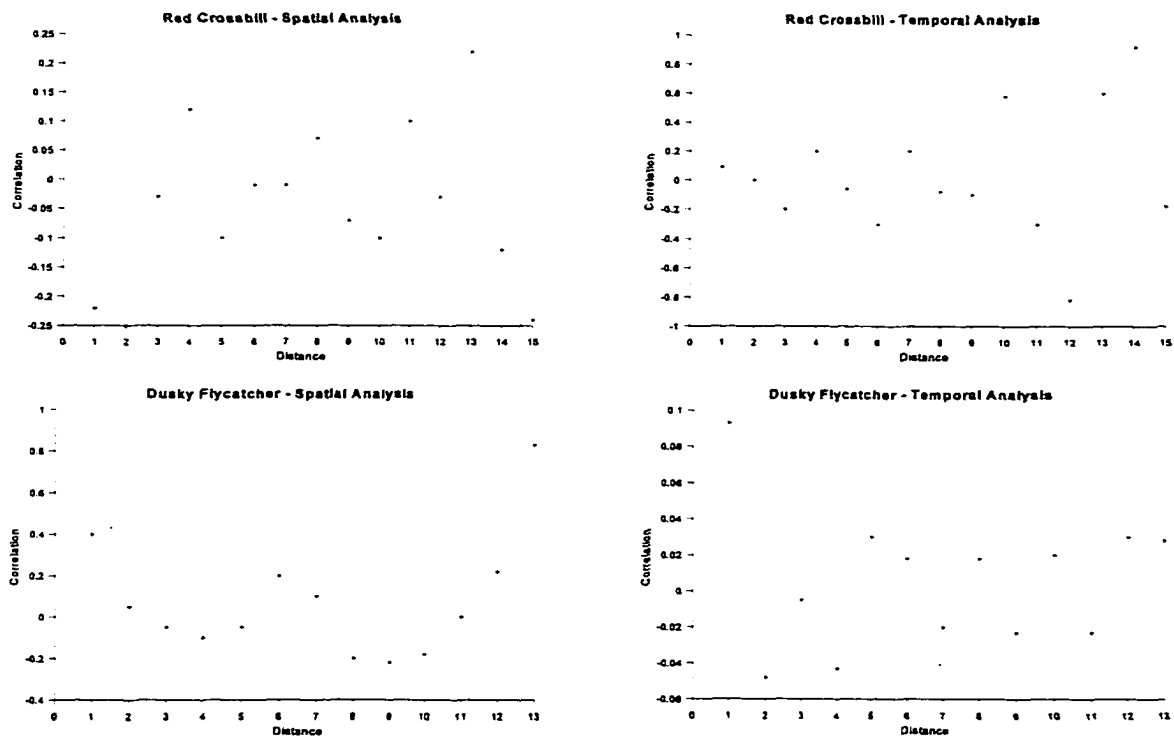 Red Crossbill - Spatial Analysis
0.25
0.2
0.15
0.1
0.05
0
-0.05
-0.1
-0.15
-0.2
-0.25
Correlation
0 1 2 3 4 5 6 7 8 9 10 11 12 13 14 15
Distance
Red Crossbill - Temporal Analysis
1
0.8
0.6
0.4
0.2
0
-0.2
-0.4
-0.6
-0.8
-1
Correlation
0 1 2 3 4 5 6 7 8 9 10 11 12 13 14 15
Distance
Dusky Flycatcher - Spatial Analysis
1
0.8
0.6
0.4
0.2
0
-0.2
-0.4
Correlation
0 1 2 3 4 5 6 7 8 9 10 11 12 13
Distance
Dusky Flycatcher - Temporal Analysis
0.1
0.08
0.06
0.04
0.02
0
-0.02
-0.04
-0.06
Correlation
0 1 2 3 4 5 6 7 8 9 10 11 12 13
Distance